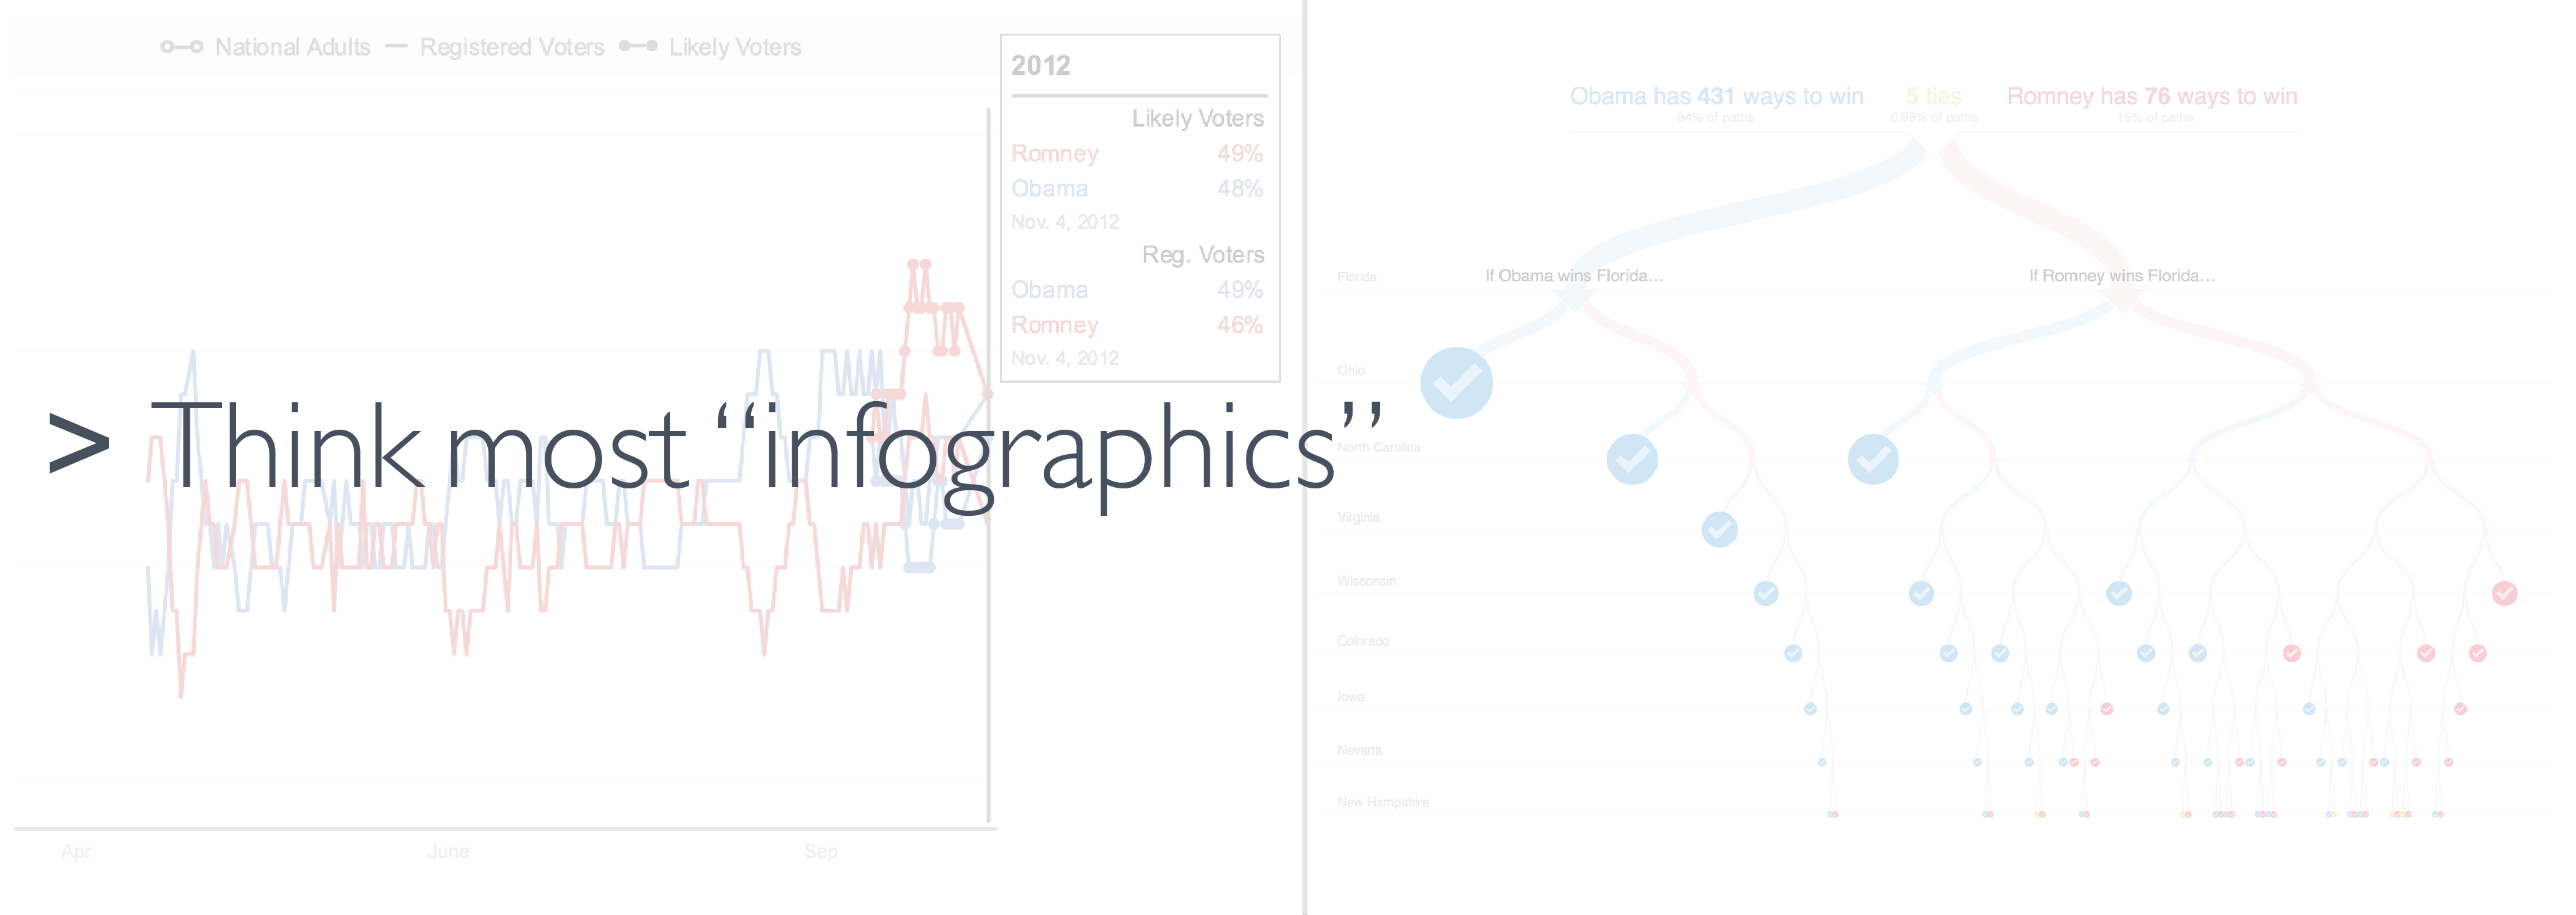 National Adults Registered Voters Likely Voters
2012
Likely Voters
Romney 49%
Obama 48%
Nov. 4, 2012
Reg. Voters
Obama 49%
Romney 46%
Nov. 4, 2012
Apr June Sep
> Think most “infographics”
Obama has 431 ways to win 5 ties Romney has 76 ways to win
84% of paths 0.98% of paths 15% of paths
Florida If Obama wins Florida... If Romney wins Florida...
Ohio
North Carolina
Virginia
Wisconsin
Colorado
Iowa
Nevada
New Hampshire